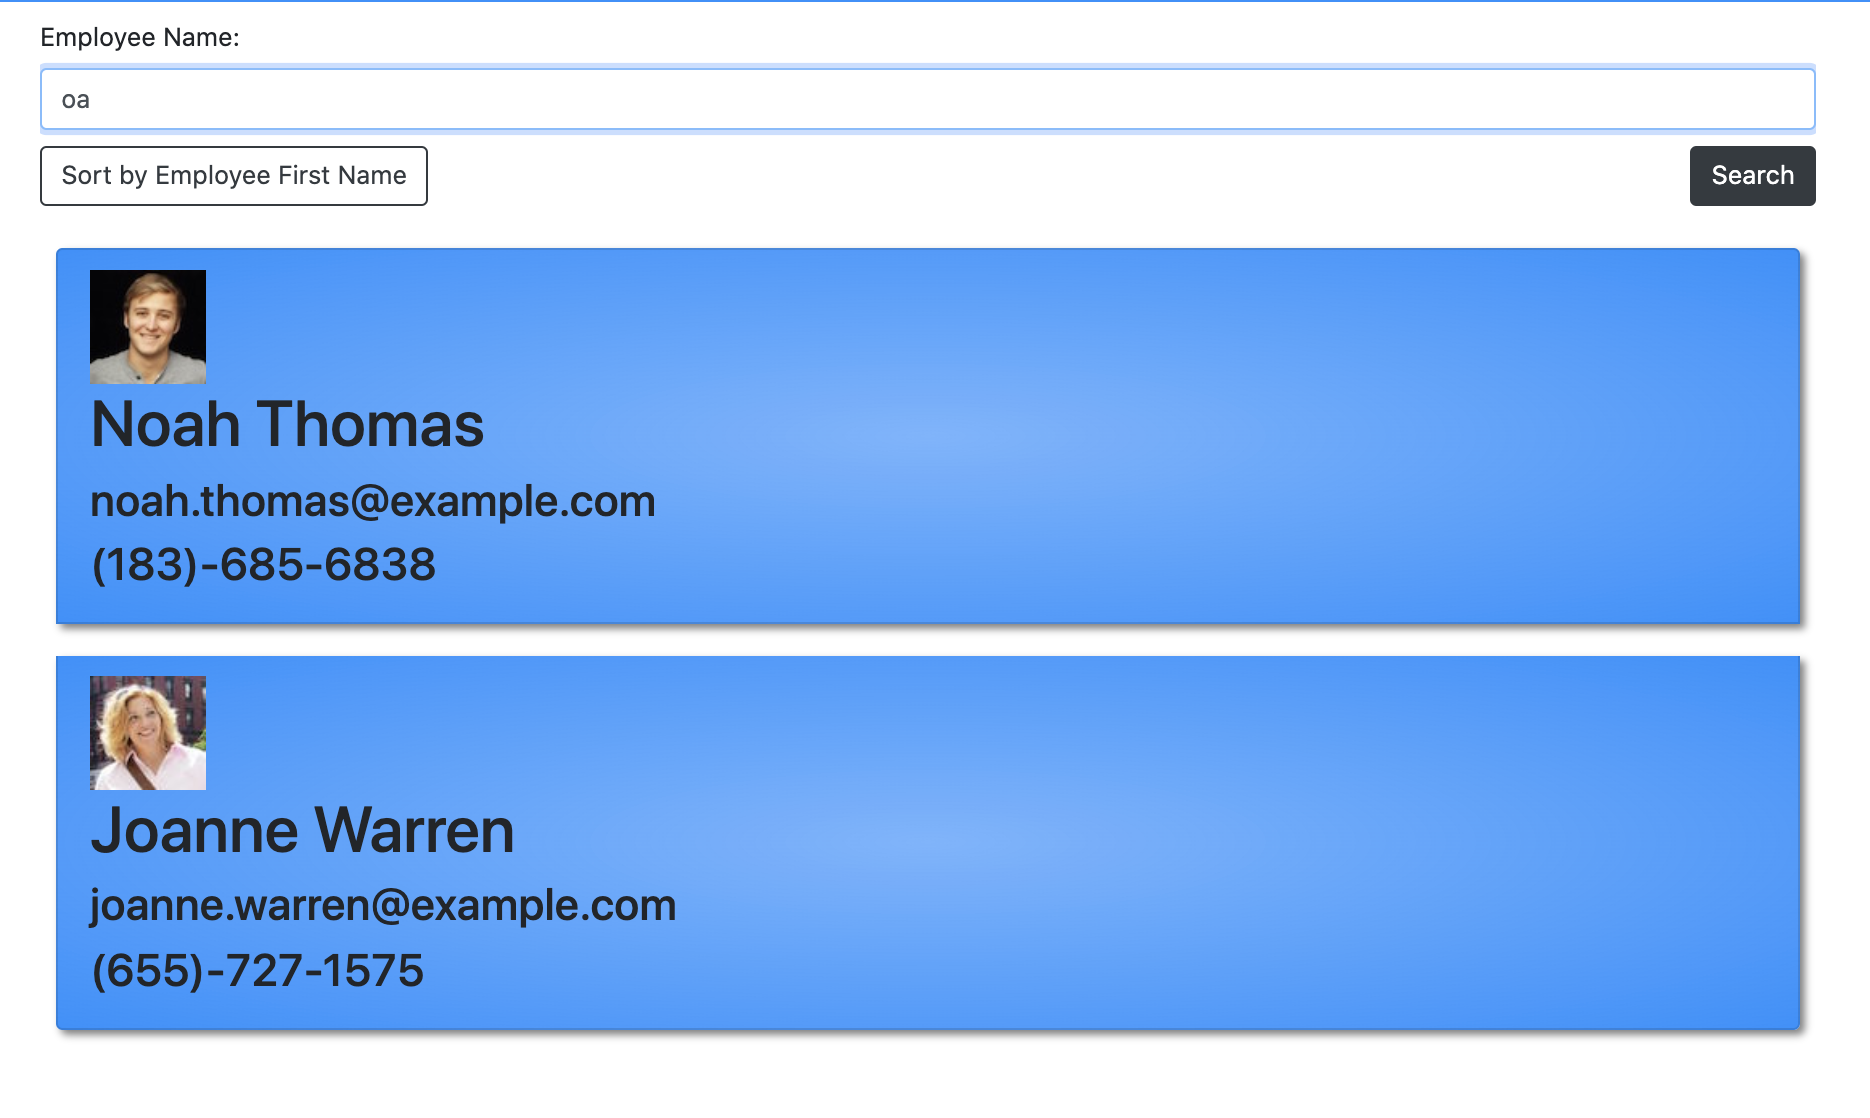 Employee Name:
oa
Sort by Employee First Name
Search
Noah Thomas
noah.thomas@example.com
(183)-685-6838
Joanne Warren
joanne.warren@example.com
(655)-727-1575